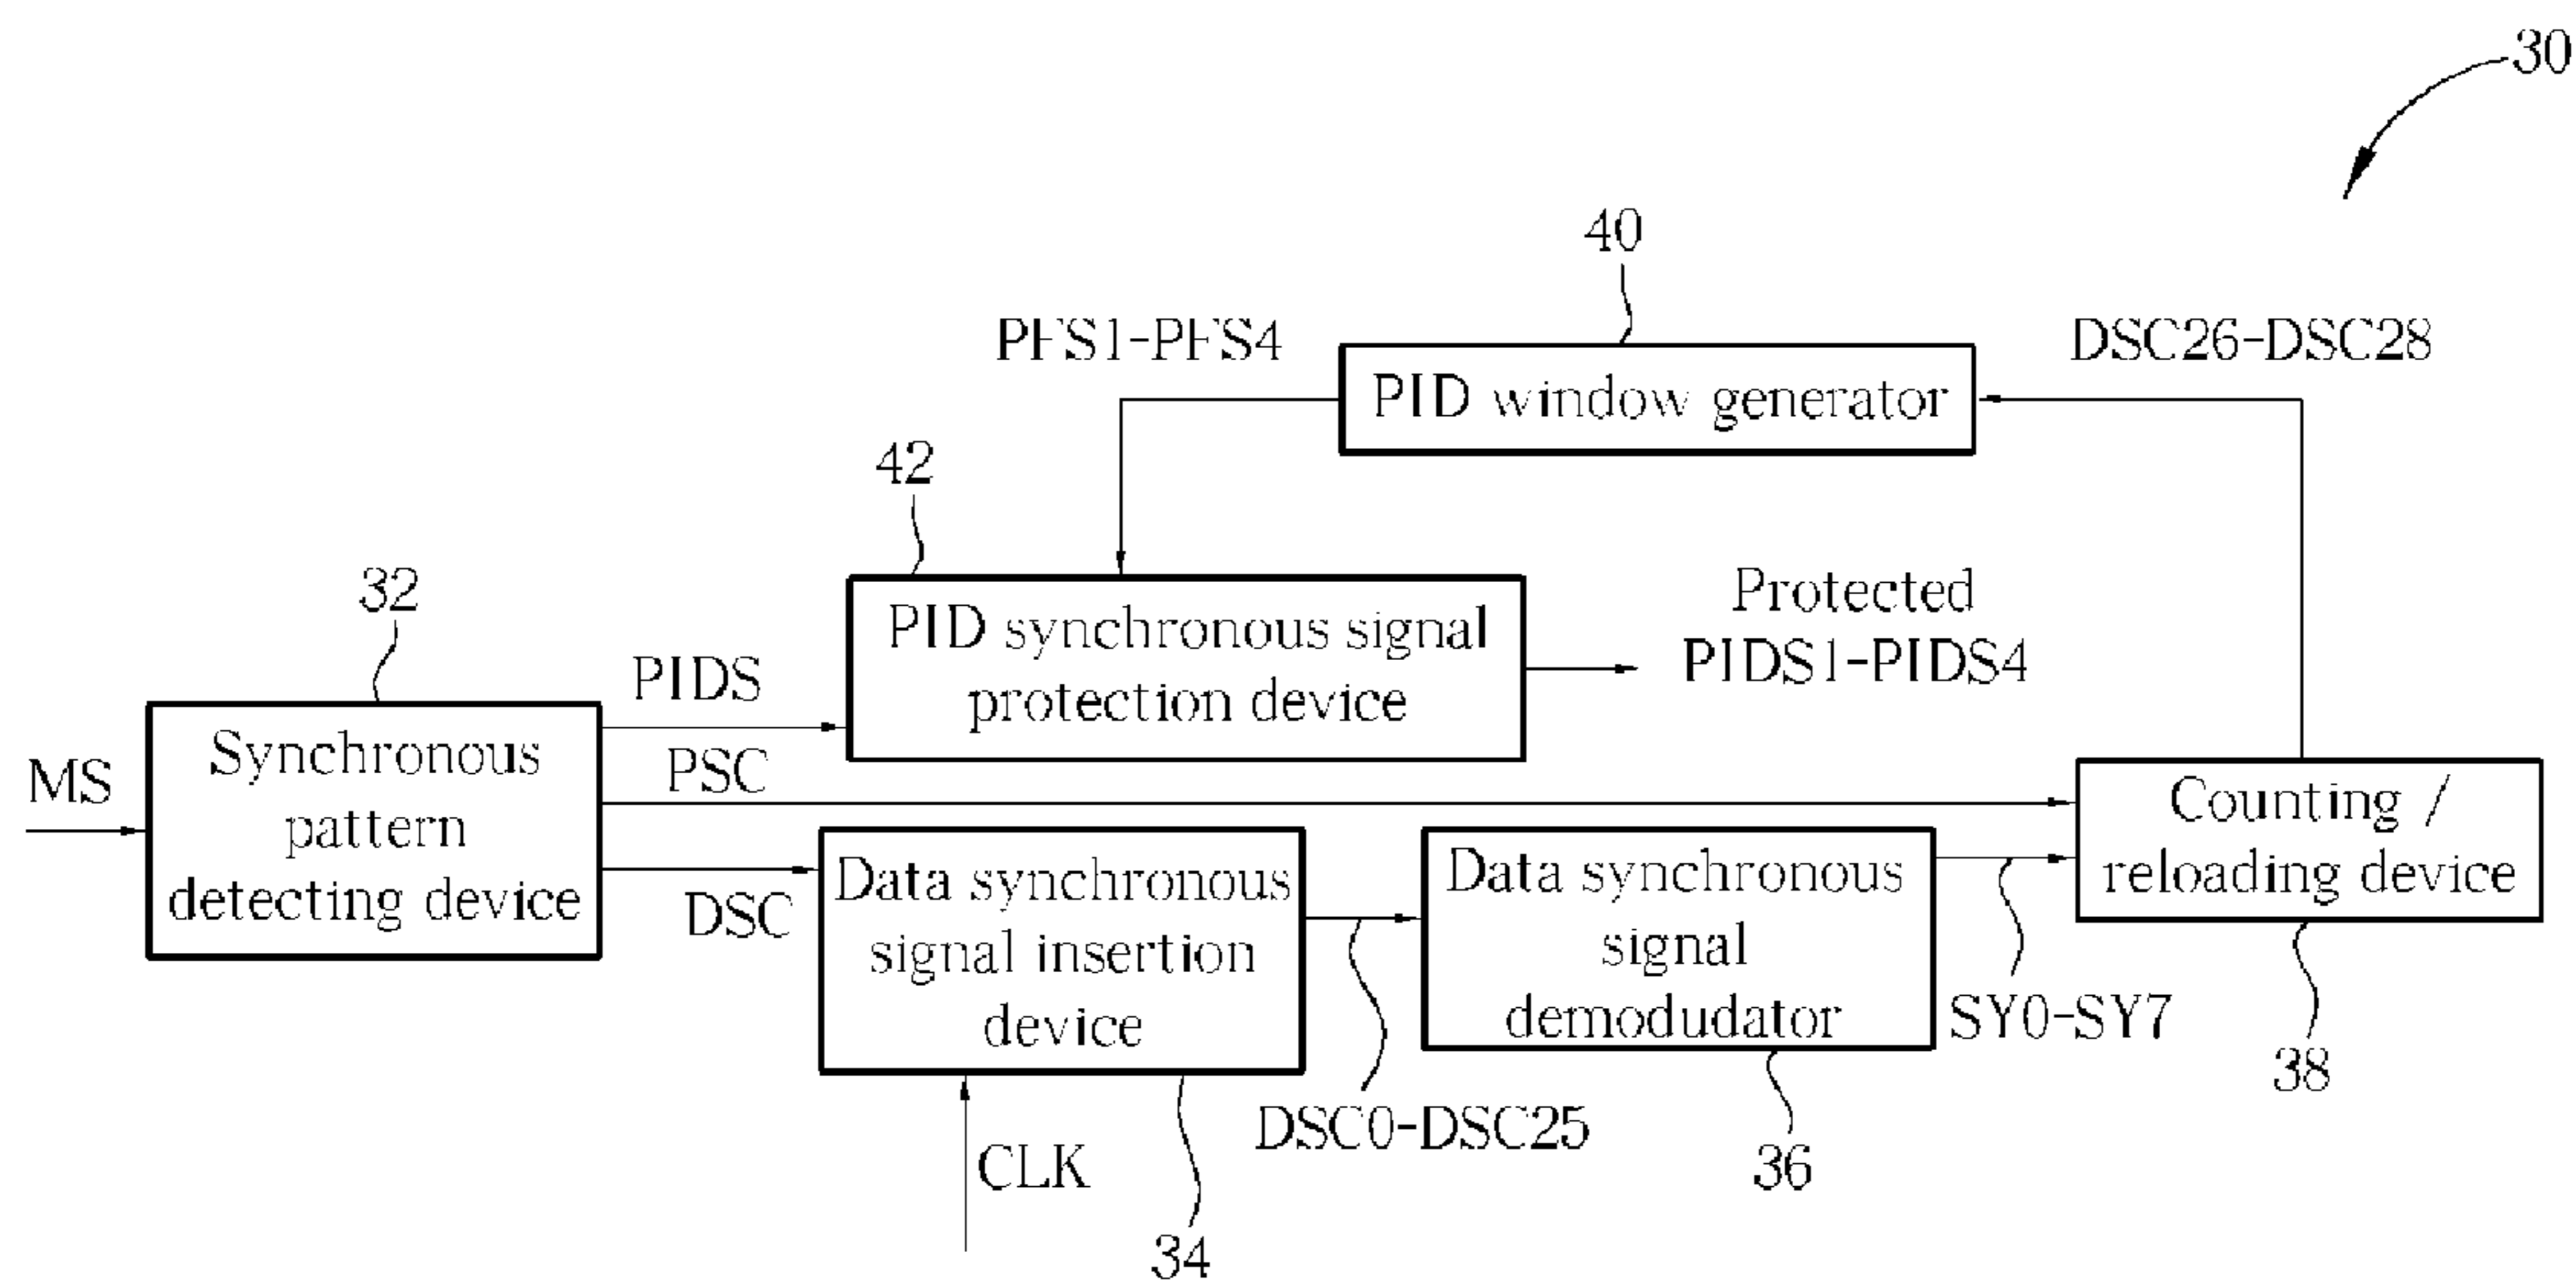 30
40
PFS1-PFS4
DSC26-DSC28
PID window generator
42
32
PID synchronous signal
protection device
Protected
PIDS1-PIDS4
PIDS
MS
Synchronous
pattern
detecting device
PSC
Counting /
reloading device
DSC
Data synchronous
signal insertion
device
Data synchronous
signal
demodudator
SY0-SY7
38
DSC0-DSC25
CLK
36
34